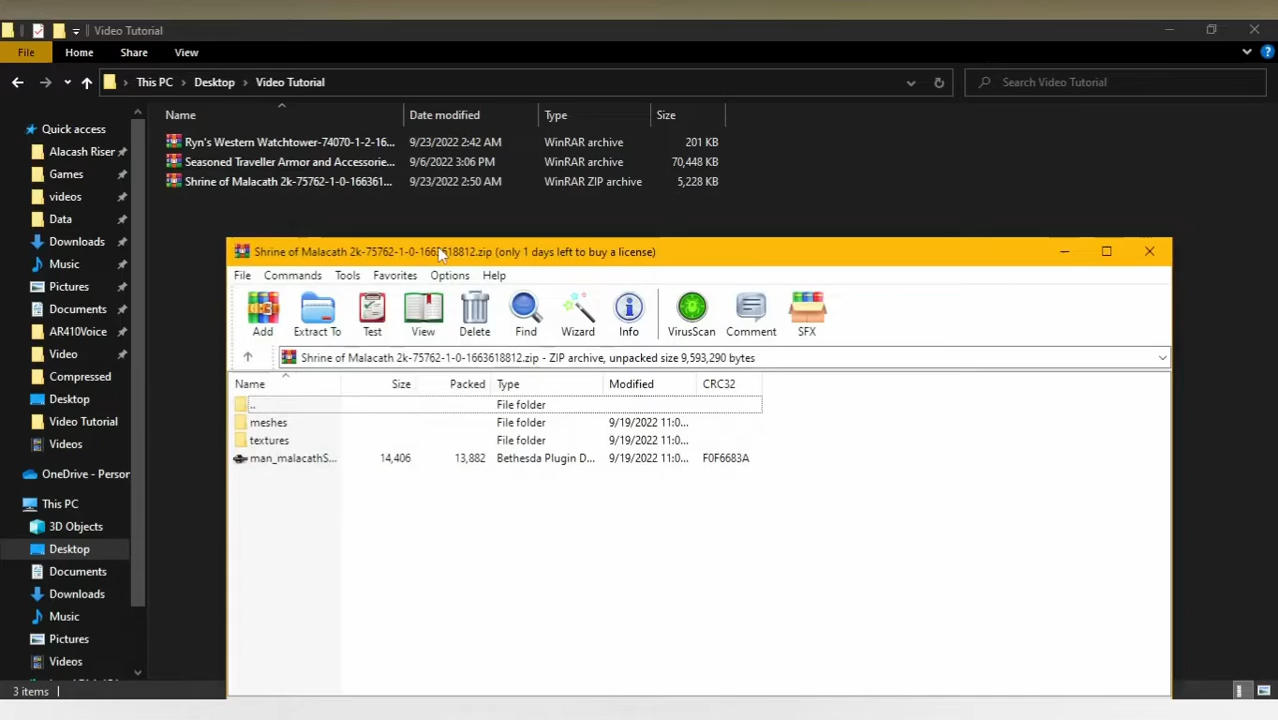 Video Tutorial
File Home Share View
This PC Desktop Video Tutorial Search Video Tutorial
Name Date modified Type Size
Ryn's Western Watchtower-74070-1-2-16... 9/23/2022 2:42 AM WinRAR archive 201 KB
Seasoned Traveller Armor and Accessorie... 9/6/2022 3:06 PM WinRAR archive 70,448 KB
Shrine of Malacath 2k-75762-1-0-166361... 9/23/2022 2:50 AM WinRAR ZIP archive 5,228 KB
Quick access
Alacash Riser
Games
videos
Data
Downloads
Music
Pictures
Documents
AR410Voice
Video
Compressed
Desktop
Video Tutorial
Videos
OneDrive - Person
This PC
3D Objects
Desktop
Documents
Downloads
Music
Pictures
Videos
3 items
Shrine of Malacath 2k-75762-1-0-1663618812.zip (only 1 days left to buy a license)
File Commands Tools Favorites Options Help
Add Extract To Test View Delete Find Wizard Info VirusScan Comment SFX
Shrine of Malacath 2k-75762-1-0-1663618812.zip - ZIP archive, unpacked size 9,593,290 bytes
Name Size Packed Type Modified CRC32
.. File folder
meshes File folder 9/19/2022 11:0...
textures File folder 9/19/2022 11:0...
man_malacathS... 14,406 13,882 Bethesda Plugin D... 9/19/2022 11:0... F0F6683A